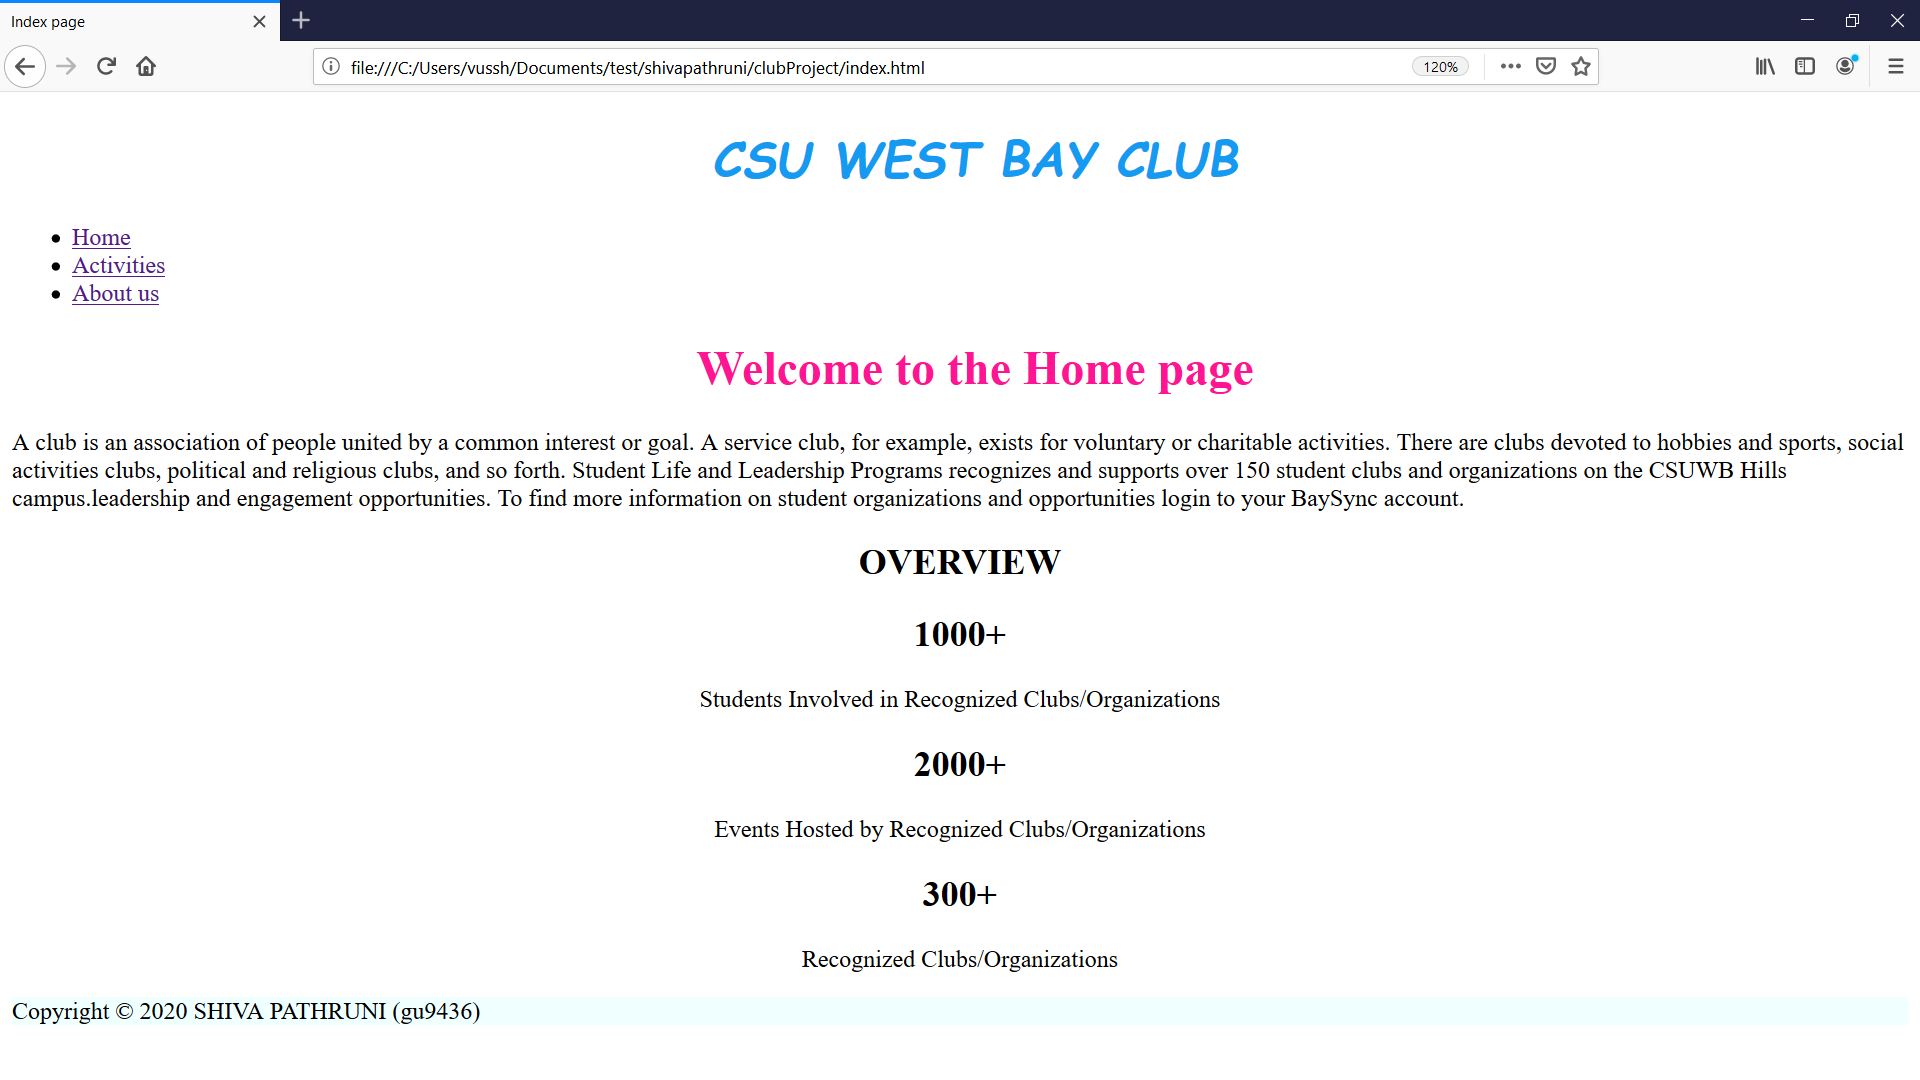 Index page
file:///C:/Users/vussh/Documents/test/shivapathruni/clubProject/index.html
120%
CSU WEST BAY CLUB
Home
Activities
About us
Welcome to the Home page
A club is an association of people united by a common interest or goal. A service club, for example, exists for voluntary or charitable activities. There are clubs devoted to hobbies and sports, social
activities clubs, political and religious clubs, and so forth. Student Life and Leadership Programs recognizes and supports over 150 student clubs and organizations on the CSUWB Hills
campus.leadership and engagement opportunities. To find more information on student organizations and opportunities login to your BaySync account.
OVERVIEW
1000+
Students Involved in Recognized Clubs/Organizations
2000+
Events Hosted by Recognized Clubs/Organizations
300+
Recognized Clubs/Organizations
Copyright © 2020 SHIVA PATHRUNI (gu9436)